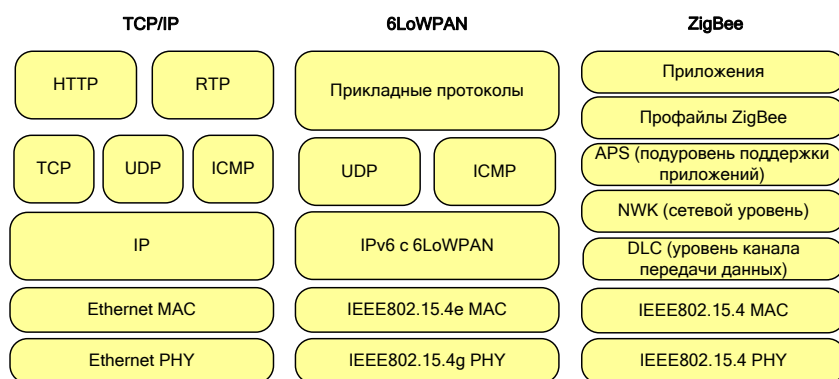 TCP/IP
6LoWPAN
ZigBee
HTTP
RTP
Прикладные протоколы
Приложения
Профайлы ZigBee
TCP
UDP
ICMP
UDP
ICMP
APS (подуровень поддержки
приложений)
NWK (сетевой уровень)
IP
IPv6 с 6LoWPAN
DLC (уровень канала
передачи данных)
Ethernet MAC
IEEE802.15.4e MAC
IEEE802.15.4 MAC
Ethernet PHY
IEEE802.15.4g PHY
IEEE802.15.4 PHY